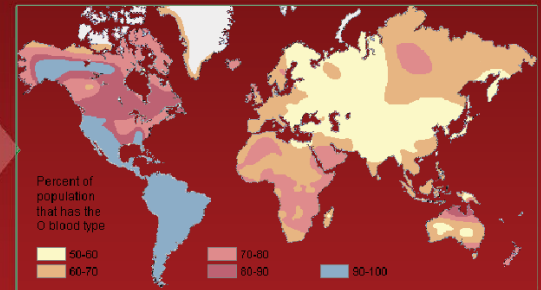 Percent of
population
that has the
O blood type
50-60
70-80
60-70
80-90
90-100